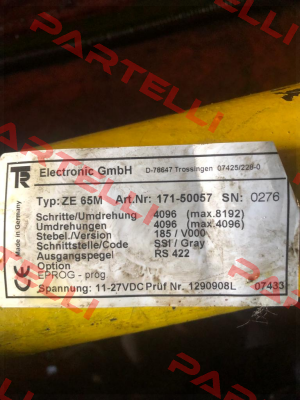 PARTELLI
TR Electronic GmbH D-78647 Trossingen 07425/228-0
Made in Germany
Typ: ZE 65M Art.Nr: 171-50057 SN: 0276
Schritte/Umdrehung 4096 (max.8192)
Umdrehungen 4096 (max.4096)
Stebel./Version 185 / V000
Schnittstelle/Code SSI / Gray
Ausgangspegel RS 422
Option
EPROG - prog
Spannung: 11-27VDC Prüf Nr. 1290908L 07433
CE
PARTELLI
PARTELLI